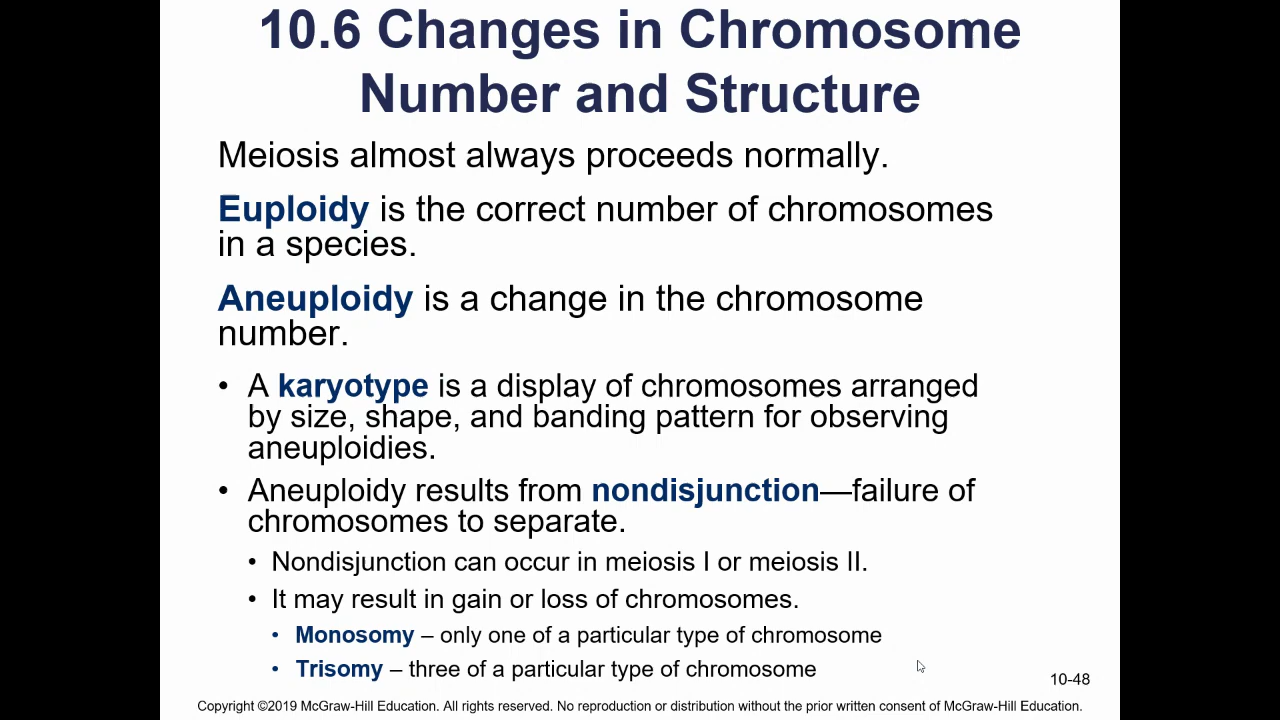 10.6 Changes in Chromosome
Number and Structure
Meiosis almost always proceeds normally.
Euploidy is the correct number of chromosomes
in a species.
Aneuploidy is a change in the chromosome
number.
• A karyotype is a display of chromosomes arranged
by size, shape, and banding pattern for observing
aneuploidies.
• Aneuploidy results from nondisjunction—failure of
chromosomes to separate.
• Nondisjunction can occur in meiosis I or meiosis II.
• It may result in gain or loss of chromosomes.
• Monosomy – only one of a particular type of chromosome
• Trisomy – three of a particular type of chromosome
10-48
Copyright ©2019 McGraw-Hill Education. All rights reserved. No reproduction or distribution without the prior written consent of McGraw-Hill Education.